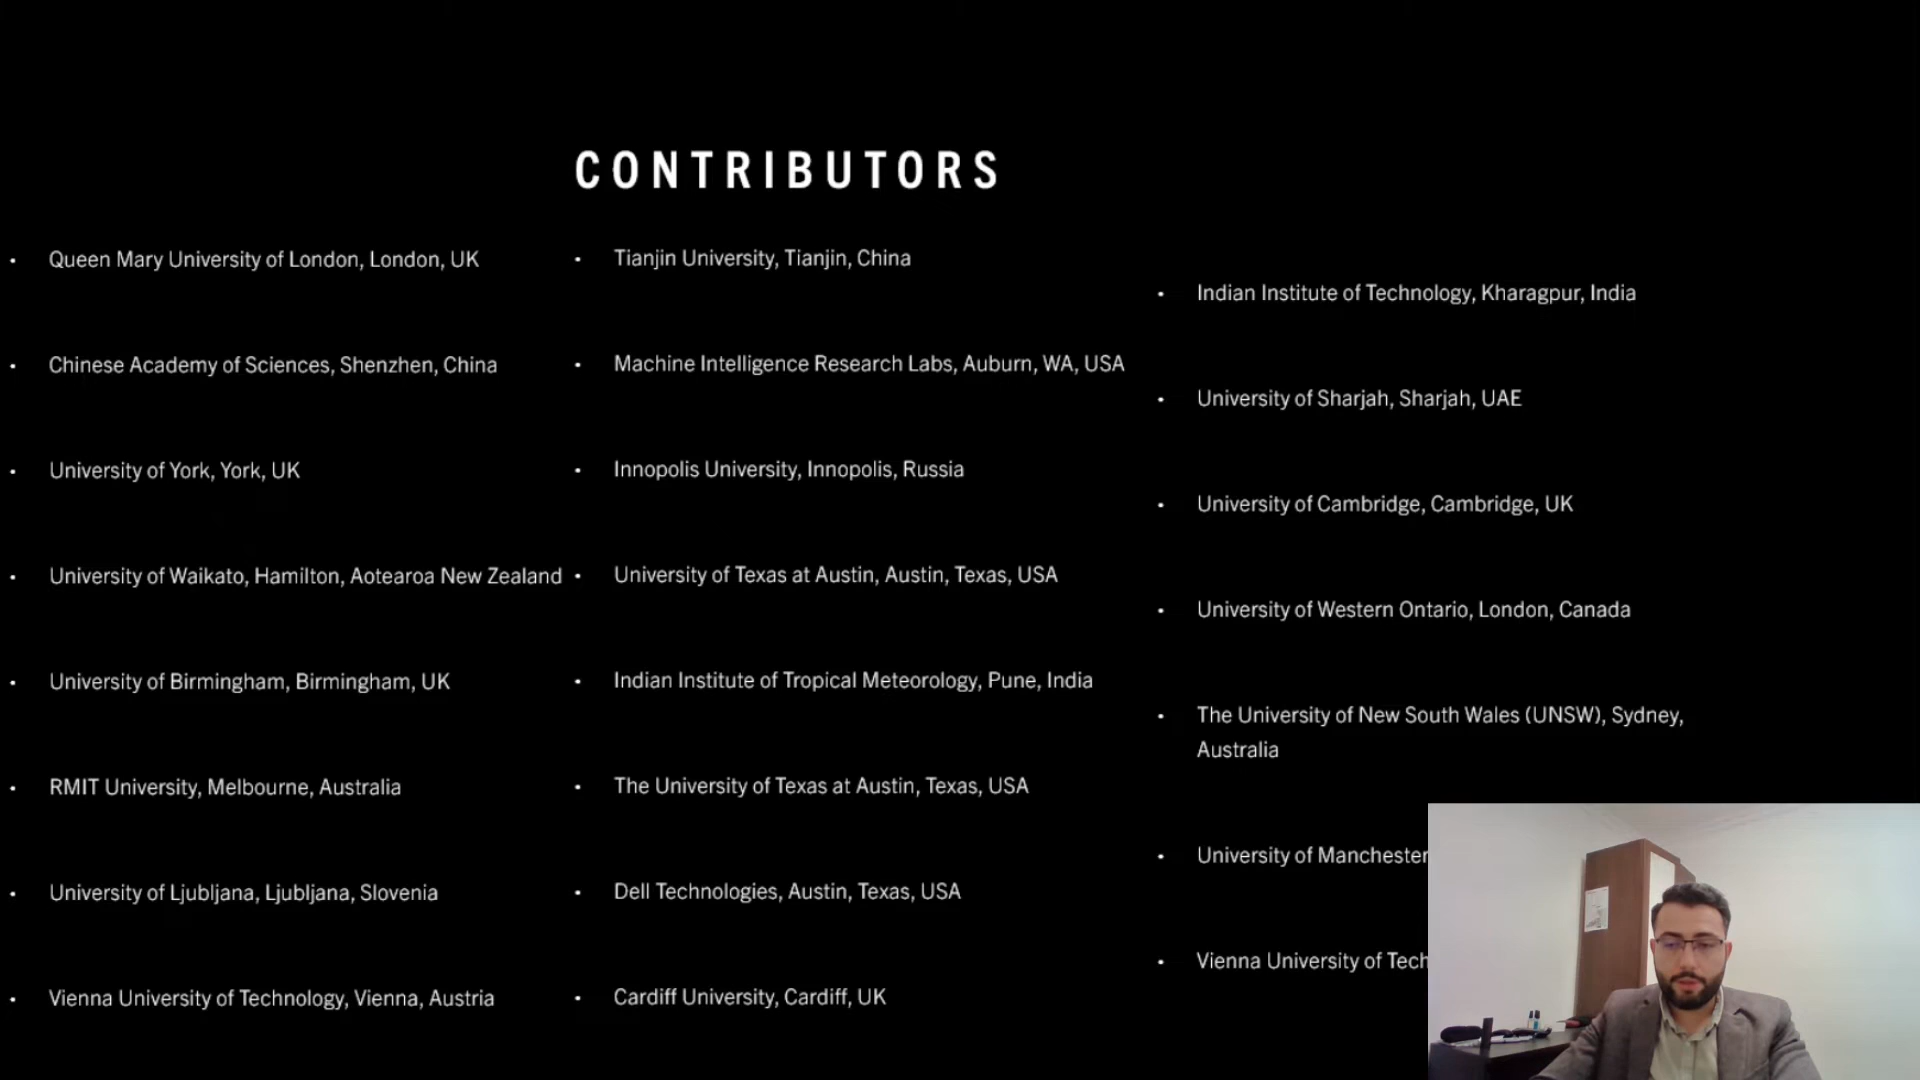 CONTRIBUTORS
• Queen Mary University of London, London, UK
• Chinese Academy of Sciences, Shenzhen, China
• University of York, York, UK
• University of Waikato, Hamilton, Aotearoa New Zealand
• University of Birmingham, Birmingham, UK
• RMIT University, Melbourne, Australia
• University of Ljubljana, Ljubljana, Slovenia
• Vienna University of Technology, Vienna, Austria
• Tianjin University, Tianjin, China
• Machine Intelligence Research Labs, Auburn, WA, USA
• Innopolis University, Innopolis, Russia
• University of Texas at Austin, Austin, Texas, USA
• Indian Institute of Tropical Meteorology, Pune, India
• The University of Texas at Austin, Texas, USA
• Dell Technologies, Austin, Texas, USA
• Cardiff University, Cardiff, UK
• Indian Institute of Technology, Kharagpur, India
• University of Sharjah, Sharjah, UAE
• University of Cambridge, Cambridge, UK
• University of Western Ontario, London, Canada
• The University of New South Wales (UNSW), Sydney,
Australia
• University of Manchester
• Vienna University of Tech